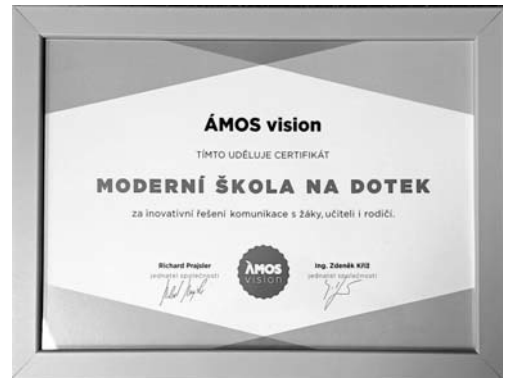 ÁMOS vision
TÍMTO UDĚLUJE CERTIFIKÁT
MODERNÍ ŠKOLA NA DOTEK
za inovativní řešení komunikace s žáky, učiteli i rodiči.
Richard Prajsler
jednatel společnosti
ÁMOS
vision
Ing. Zdeněk Kříž
jednatel společnosti